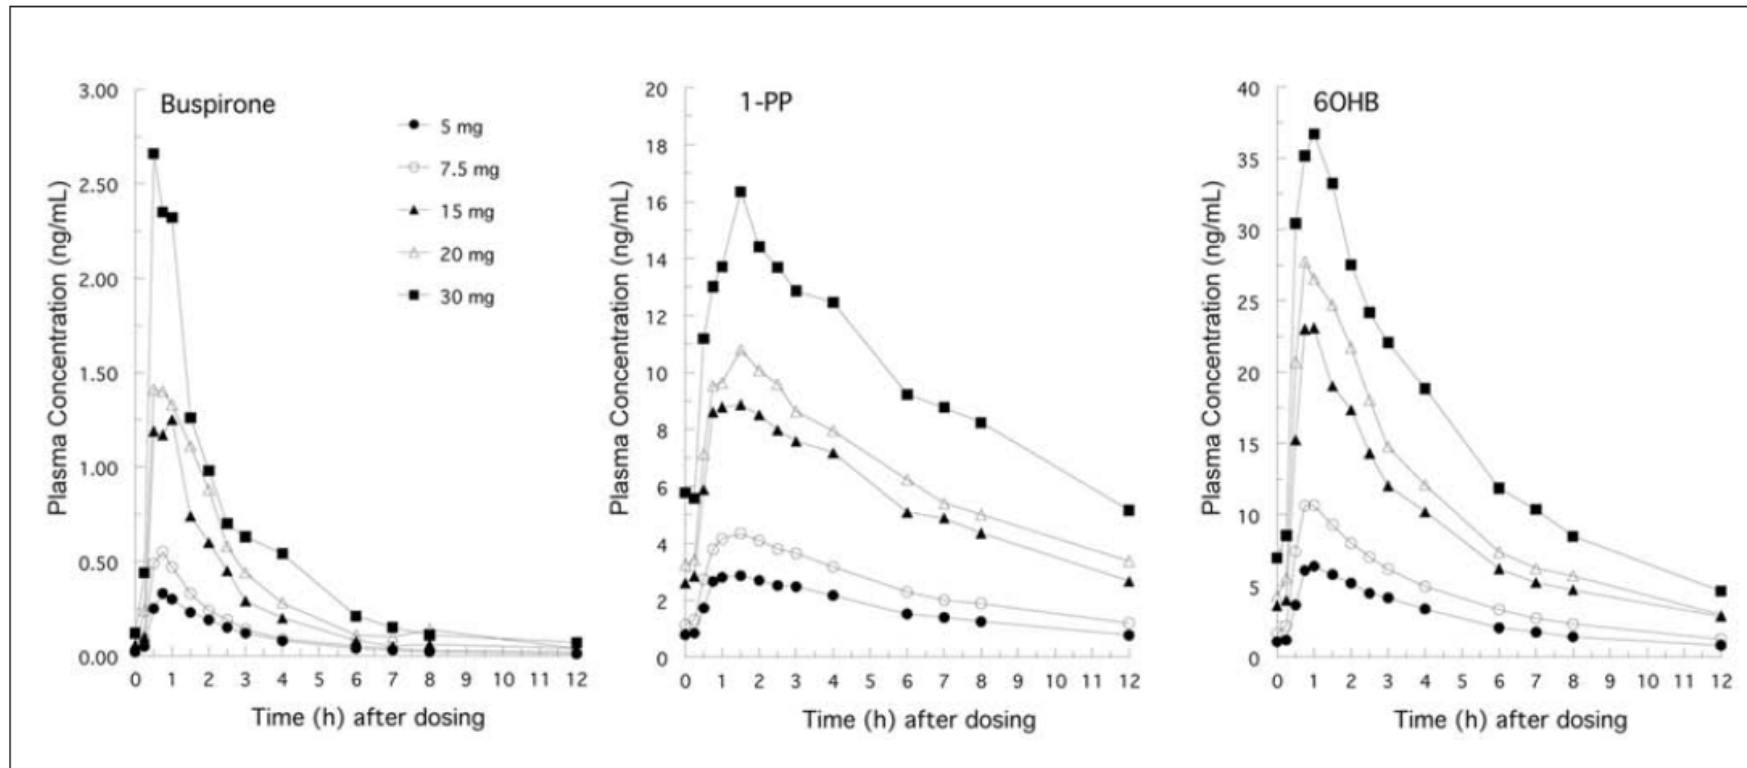 Buspirone
5 mg
7.5 mg
15 mg
20 mg
30 mg
Plasma Concentration (ng/mL)
3.00
2.50
2.00
1.50
1.00
0.50
0.00
0 1 2 3 4 5 6 7 8 9 10 11 12
Time (h) after dosing
1-PP
Plasma Concentration (ng/mL)
20
18
16
14
12
10
8
6
4
2
0
0 1 2 3 4 5 6 7 8 9 10 11 12
Time (h) after dosing
6OHB
Plasma Concentration (ng/mL)
40
35
30
25
20
15
10
5
0
0 1 2 3 4 5 6 7 8 9 10 11 12
Time (h) after dosing